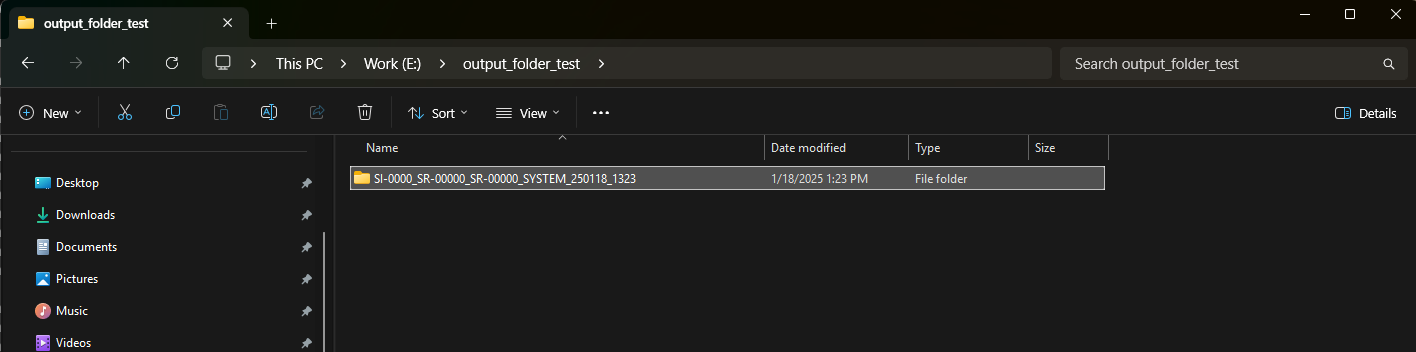 output_folder_test
This PC > Work (E:) > output_folder_test >
Search output_folder_test
New
Sort
View
Details
Name Date modified Type Size
SI-0000_SR-00000_SR-00000_SYSTEM_250118_1323 1/18/2025 1:23 PM File folder
Desktop
Downloads
Documents
Pictures
Music
Videos